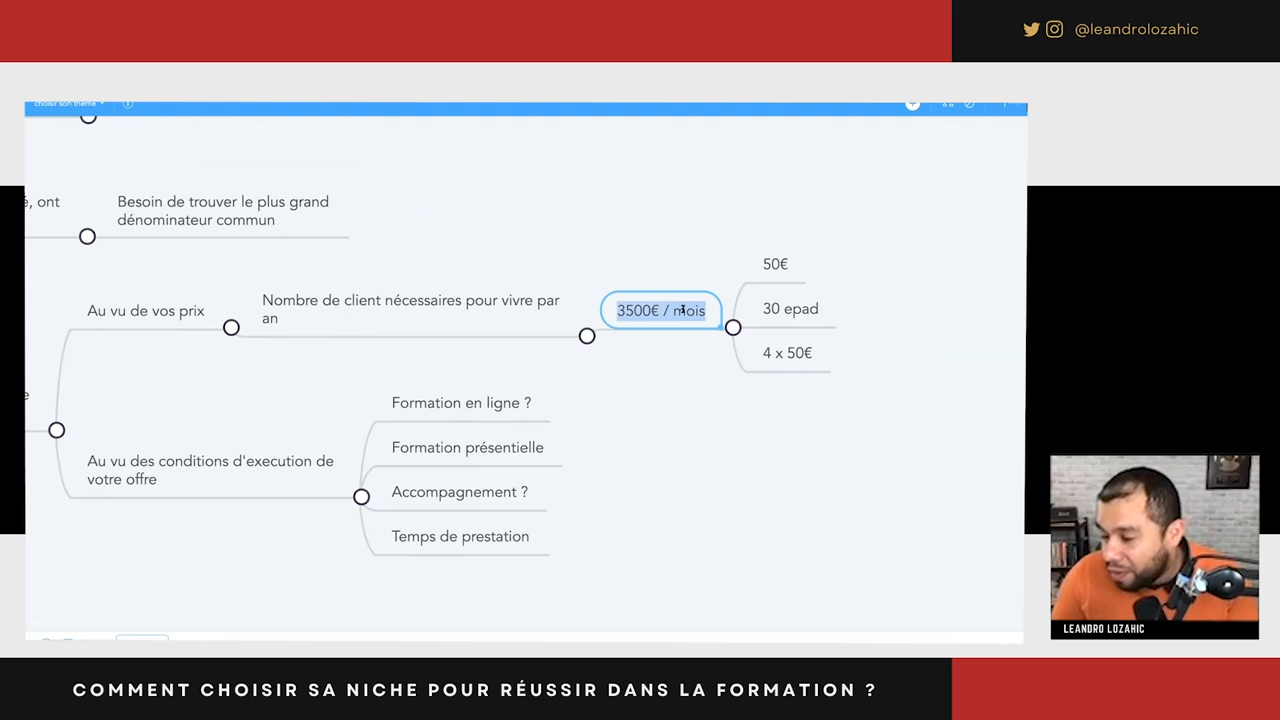 @leandrolozahic
choisir son thème
é, ont
Besoin de trouver le plus grand
dénominateur commun
50€
Au vu de vos prix
Nombre de client nécessaires pour vivre par
an
3500€ / mois
30 epad
4 x 50€
e
Formation en ligne ?
Formation présentielle
Au vu des conditions d'execution de
votre offre
Accompagnement ?
Temps de prestation
LEANDRO LOZAHIC
COMMENT CHOISIR SA NICHE POUR RÉUSSIR DANS LA FORMATION ?